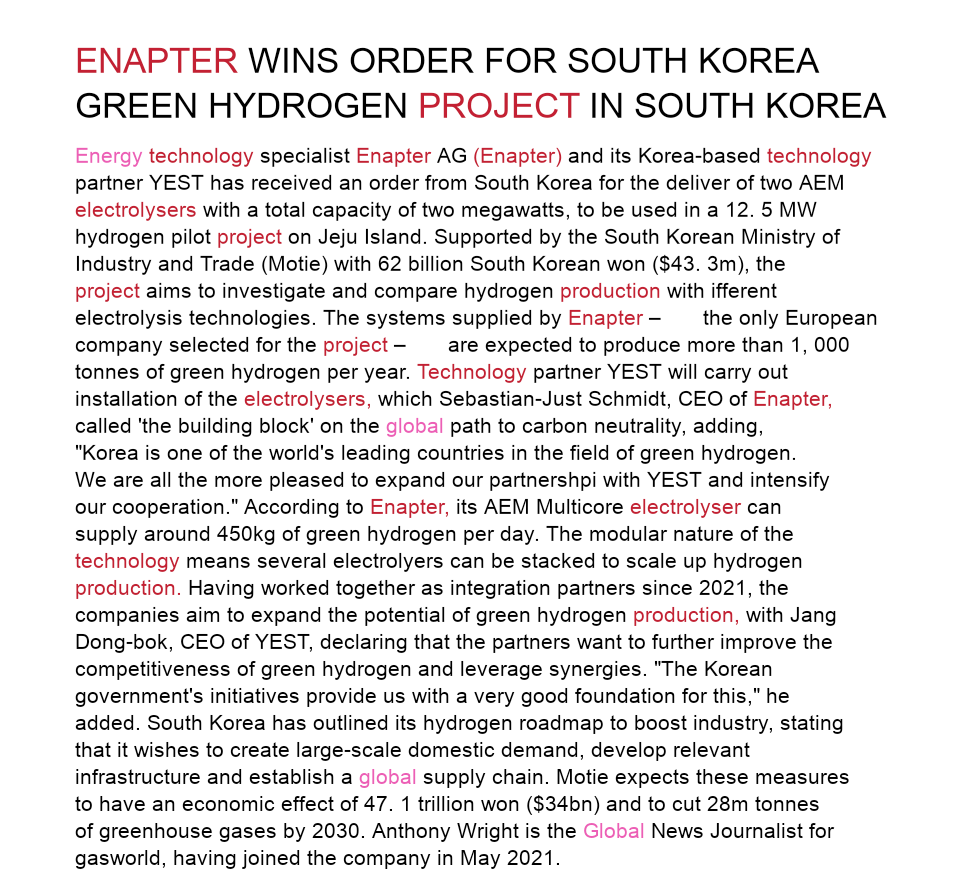 ENAPTER WINS ORDER FOR SOUTH KOREA
GREEN HYDROGEN PROJECT IN SOUTH KOREA
Energy technology specialist Enapter AG (Enapter) and its Korea-based technology
partner YEST has received an order from South Korea for the deliver of two AEM
electrolysers with a total capacity of two megawatts, to be used in a 12. 5 MW
hydrogen pilot project on Jeju Island. Supported by the South Korean Ministry of
Industry and Trade (Motie) with 62 billion South Korean won ($43. 3m), the
project aims to investigate and compare hydrogen production with ifferent
electrolysis technologies. The systems supplied by Enapter – the only European
company selected for the project – are expected to produce more than 1, 000
tonnes of green hydrogen per year. Technology partner YEST will carry out
installation of the electrolysers, which Sebastian-Just Schmidt, CEO of Enapter,
called 'the building block' on the global path to carbon neutrality, adding,
"Korea is one of the world's leading countries in the field of green hydrogen.
We are all the more pleased to expand our partnershpi with YEST and intensify
our cooperation." According to Enapter, its AEM Multicore electrolyser can
supply around 450kg of green hydrogen per day. The modular nature of the
technology means several electrolyers can be stacked to scale up hydrogen
production. Having worked together as integration partners since 2021, the
companies aim to expand the potential of green hydrogen production, with Jang
Dong-bok, CEO of YEST, declaring that the partners want to further improve the
competitiveness of green hydrogen and leverage synergies. "The Korean
government's initiatives provide us with a very good foundation for this," he
added. South Korea has outlined its hydrogen roadmap to boost industry, stating
that it wishes to create large-scale domestic demand, develop relevant
infrastructure and establish a global supply chain. Motie expects these measures
to have an economic effect of 47. 1 trillion won ($34bn) and to cut 28m tonnes
of greenhouse gases by 2030. Anthony Wright is the Global News Journalist for
gasworld, having joined the company in May 2021.